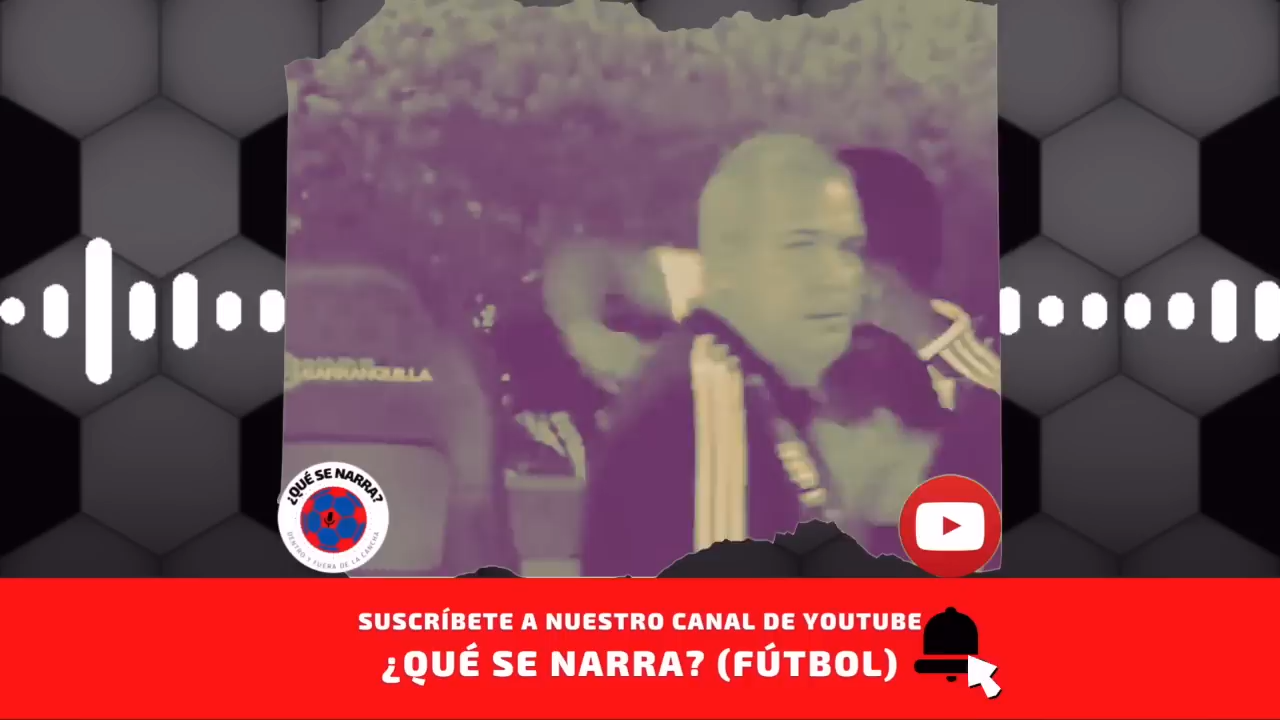 BARRANQUILLA
¿QUÉ SE NARRA?
DENTRO Y FUERA DE LA CANCHA
SUSCRÍBETE A NUESTRO CANAL DE YOUTUBE
¿QUÉ SE NARRA? (FÚTBOL)